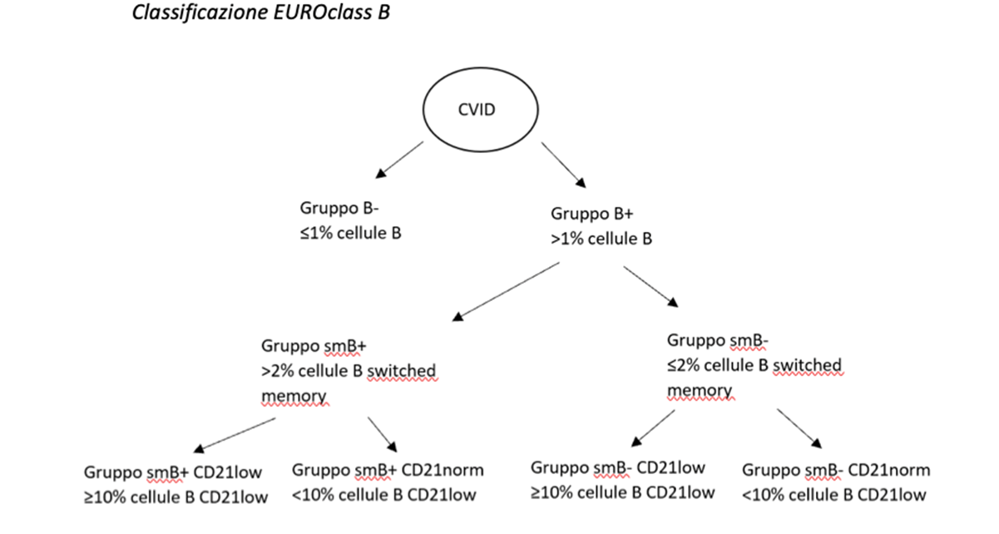 Classificazione EUROclass B
CVID
Gruppo B-
≤1% cellule B
Gruppo B+
>1% cellule B
Gruppo smB+
>2% cellule B switched
memory
Gruppo smB-
≤2% cellule B switched
memory
Gruppo smB+ CD21low
≥10% cellule B CD21low
Gruppo smB+ CD21norm
<10% cellule B CD21low
Gruppo smB- CD21low
≥10% cellule B CD21low
Gruppo smB- CD21norm
<10% cellule B CD21low